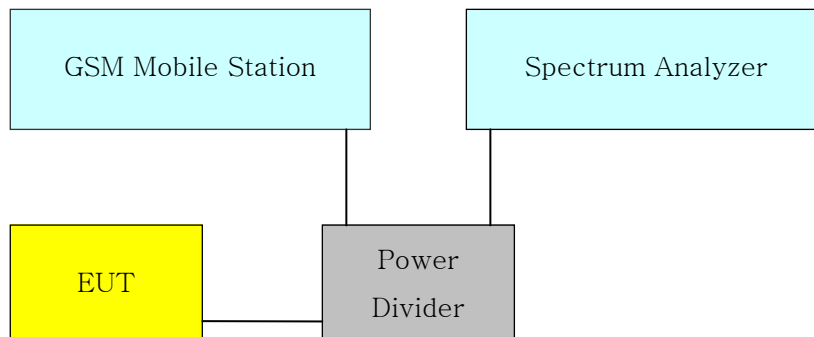 GSM Mobile Station
Spectrum Analyzer
EUT
Power
Divider